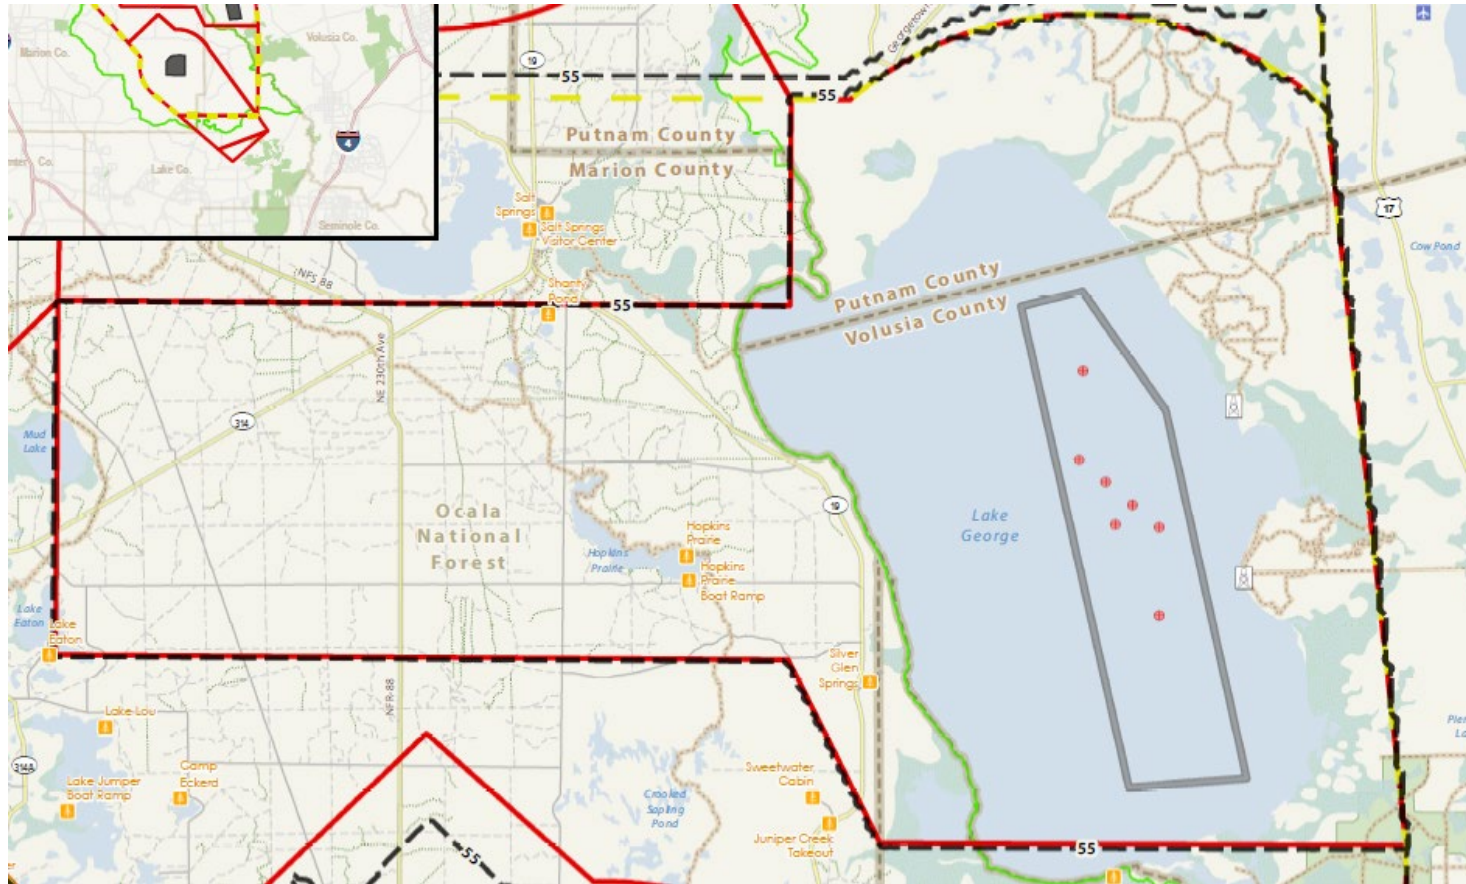 Marion Co.
Volusia Co.
Co.
Lake Co.
Seminole Co.
4
19
55
55
Georgetown
Putnam County
Marion County
17
Cow Pond
Salt
Springs
Salt Springs
Visitor Center
NFS 88
Shanty
Pond
55
Putnam County
Volusia County
NE 230th Ave
314
Mud
Lake
19
Ocala
National
Forest
Hopkins
Prairie
Hopkins
Prairie
Hopkins
Prairie
Boat Ramp
Lake
George
Lake
Eaton
Lake
Eaton
Silver
Glen
Springs
NFR-88
Lake Lou
314A
Lake Jumper
Boat Ramp
Camp
Eckerd
Sweetwater
Cabin
Crooked
Sapling
Pond
Juniper Creek
Takeout
55
55